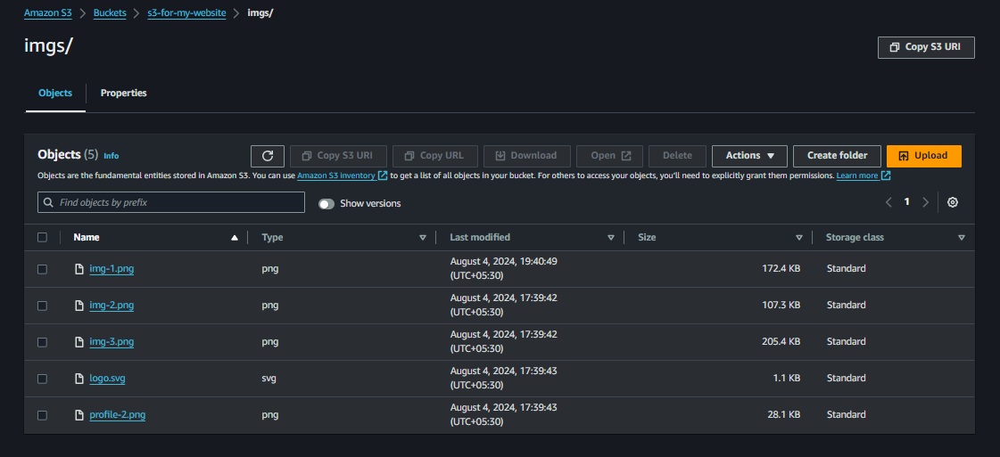 Amazon S3 > Buckets > s3-for-my-website > imgs/
imgs/
Copy S3 URI
Objects Properties
Objects (5) Info
Copy S3 URI Copy URL Download Open Delete Actions Create folder Upload
Objects are the fundamental entities stored in Amazon S3. You can use Amazon S3 Inventory to get a list of all objects in your bucket. For others to access your objects, you'll need to explicitly grant them permissions. Learn more
Find objects by prefix Show versions 1
Name Type Last modified Size Storage class
img-1.png png August 4, 2024, 19:40:49 172.4 KB Standard
(UTC+05:30)
img-2.png png August 4, 2024, 17:39:42 107.3 KB Standard
(UTC+05:30)
img-3.png png August 4, 2024, 17:39:42 205.4 KB Standard
(UTC+05:30)
logo.svg svg August 4, 2024, 17:39:43 1.1 KB Standard
(UTC+05:30)
profile-2.png png August 4, 2024, 17:39:43 28.1 KB Standard
(UTC+05:30)